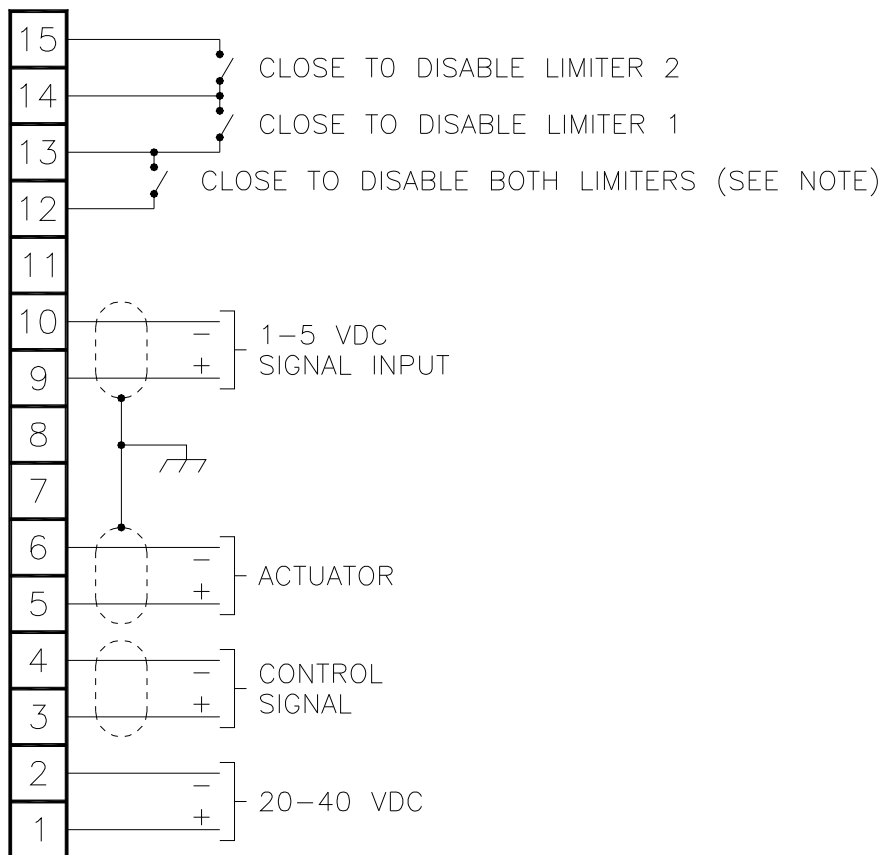 15
CLOSE TO DISABLE LIMITER 2
14
CLOSE TO DISABLE LIMITER 1
13
CLOSE TO DISABLE BOTH LIMITERS (SEE NOTE)
12
11
10
−
1−5 VDC
SIGNAL INPUT
+
9
8
7
6
−
ACTUATOR
+
5
4
−
CONTROL
SIGNAL
+
3
2
−
20−40 VDC
+
1